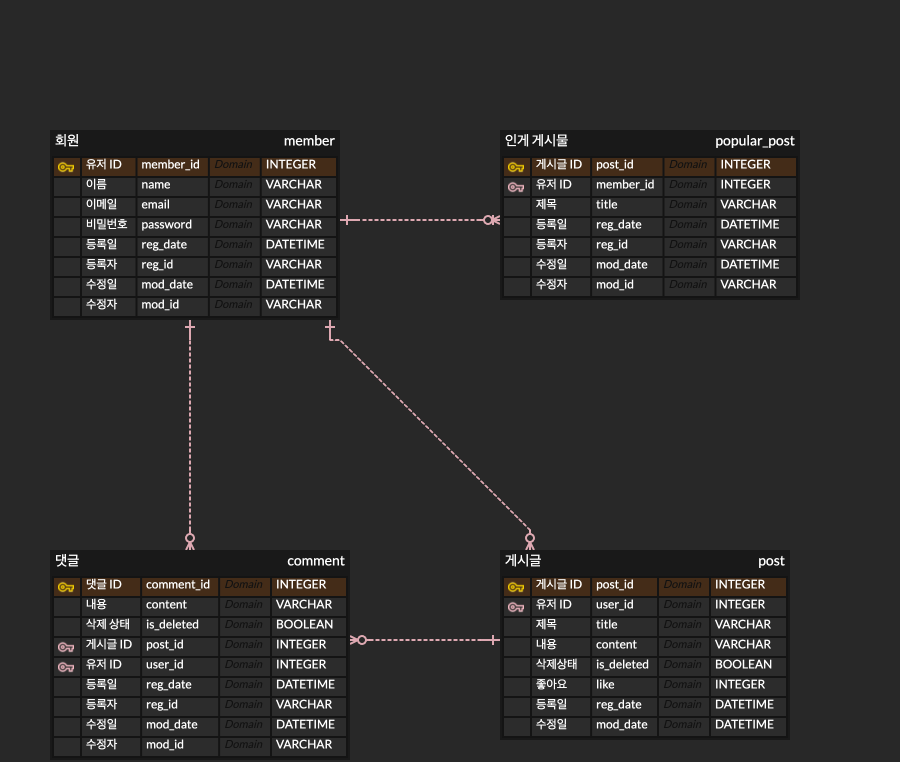 회원 member
유저 ID member_id Domain INTEGER
이름 name Domain VARCHAR
이메일 email Domain VARCHAR
비밀번호 password Domain VARCHAR
등록일 reg_date Domain DATETIME
등록자 reg_id Domain VARCHAR
수정일 mod_date Domain DATETIME
수정자 mod_id Domain VARCHAR
인게 게시물 popular_post
게시글 ID post_id Domain INTEGER
유저 ID member_id Domain INTEGER
제목 title Domain VARCHAR
등록일 reg_date Domain DATETIME
등록자 reg_id Domain VARCHAR
수정일 mod_date Domain DATETIME
수정자 mod_id Domain VARCHAR
댓글 comment
댓글 ID comment_id Domain INTEGER
내용 content Domain VARCHAR
삭제 상태 is_deleted Domain BOOLEAN
게시글 ID post_id Domain INTEGER
유저 ID user_id Domain INTEGER
등록일 reg_date Domain DATETIME
등록자 reg_id Domain VARCHAR
수정일 mod_date Domain DATETIME
수정자 mod_id Domain VARCHAR
게시글 post
게시글 ID post_id Domain INTEGER
유저 ID user_id Domain INTEGER
제목 title Domain VARCHAR
내용 content Domain VARCHAR
삭제상태 is_deleted Domain BOOLEAN
좋아요 like Domain INTEGER
등록일 reg_date Domain DATETIME
수정일 mod_date Domain DATETIME